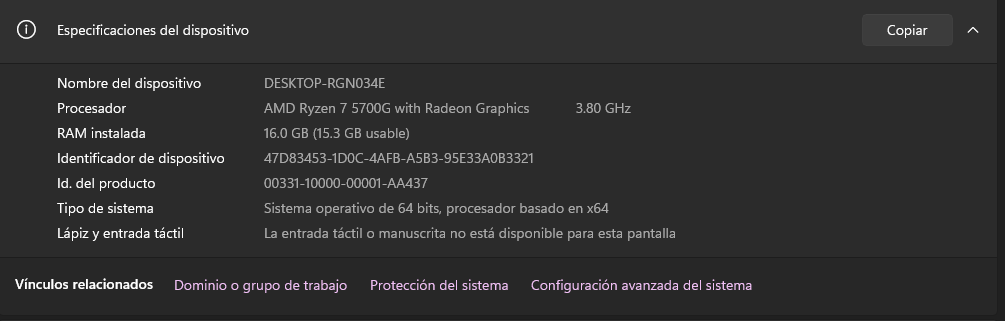 Especificaciones del dispositivo Copiar
Nombre del dispositivo DESKTOP-RGN034E
Procesador AMD Ryzen 7 5700G with Radeon Graphics 3.80 GHz
RAM instalada 16.0 GB (15.3 GB usable)
Identificador de dispositivo 47D83453-1D0C-4AFB-A5B3-95E33A0B3321
Id. del producto 00331-10000-00001-AA437
Tipo de sistema Sistema operativo de 64 bits, procesador basado en x64
Lápiz y entrada táctil La entrada táctil o manuscrita no está disponible para esta pantalla
Vínculos relacionados Dominio o grupo de trabajo Protección del sistema Configuración avanzada del sistema